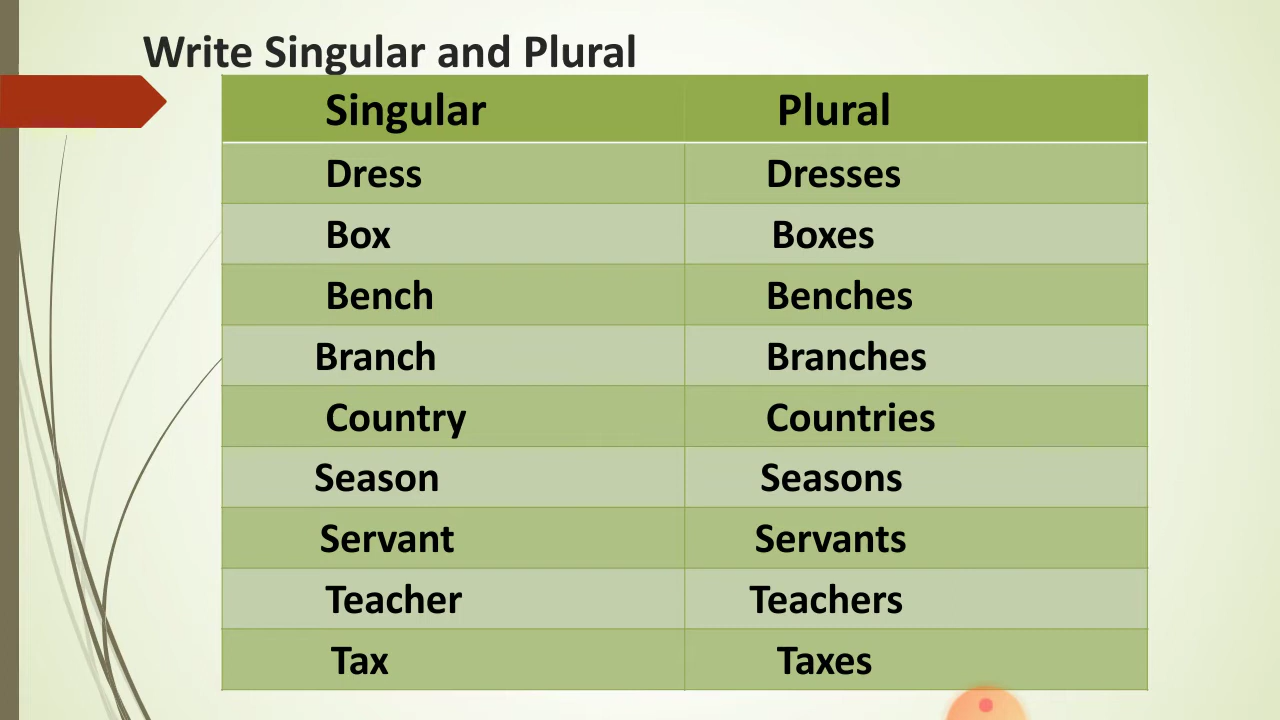 Write Singular and Plural
Singular Plural
Dress Dresses
Box Boxes
Bench Benches
Branch Branches
Country Countries
Season Seasons
Servant Servants
Teacher Teachers
Tax Taxes